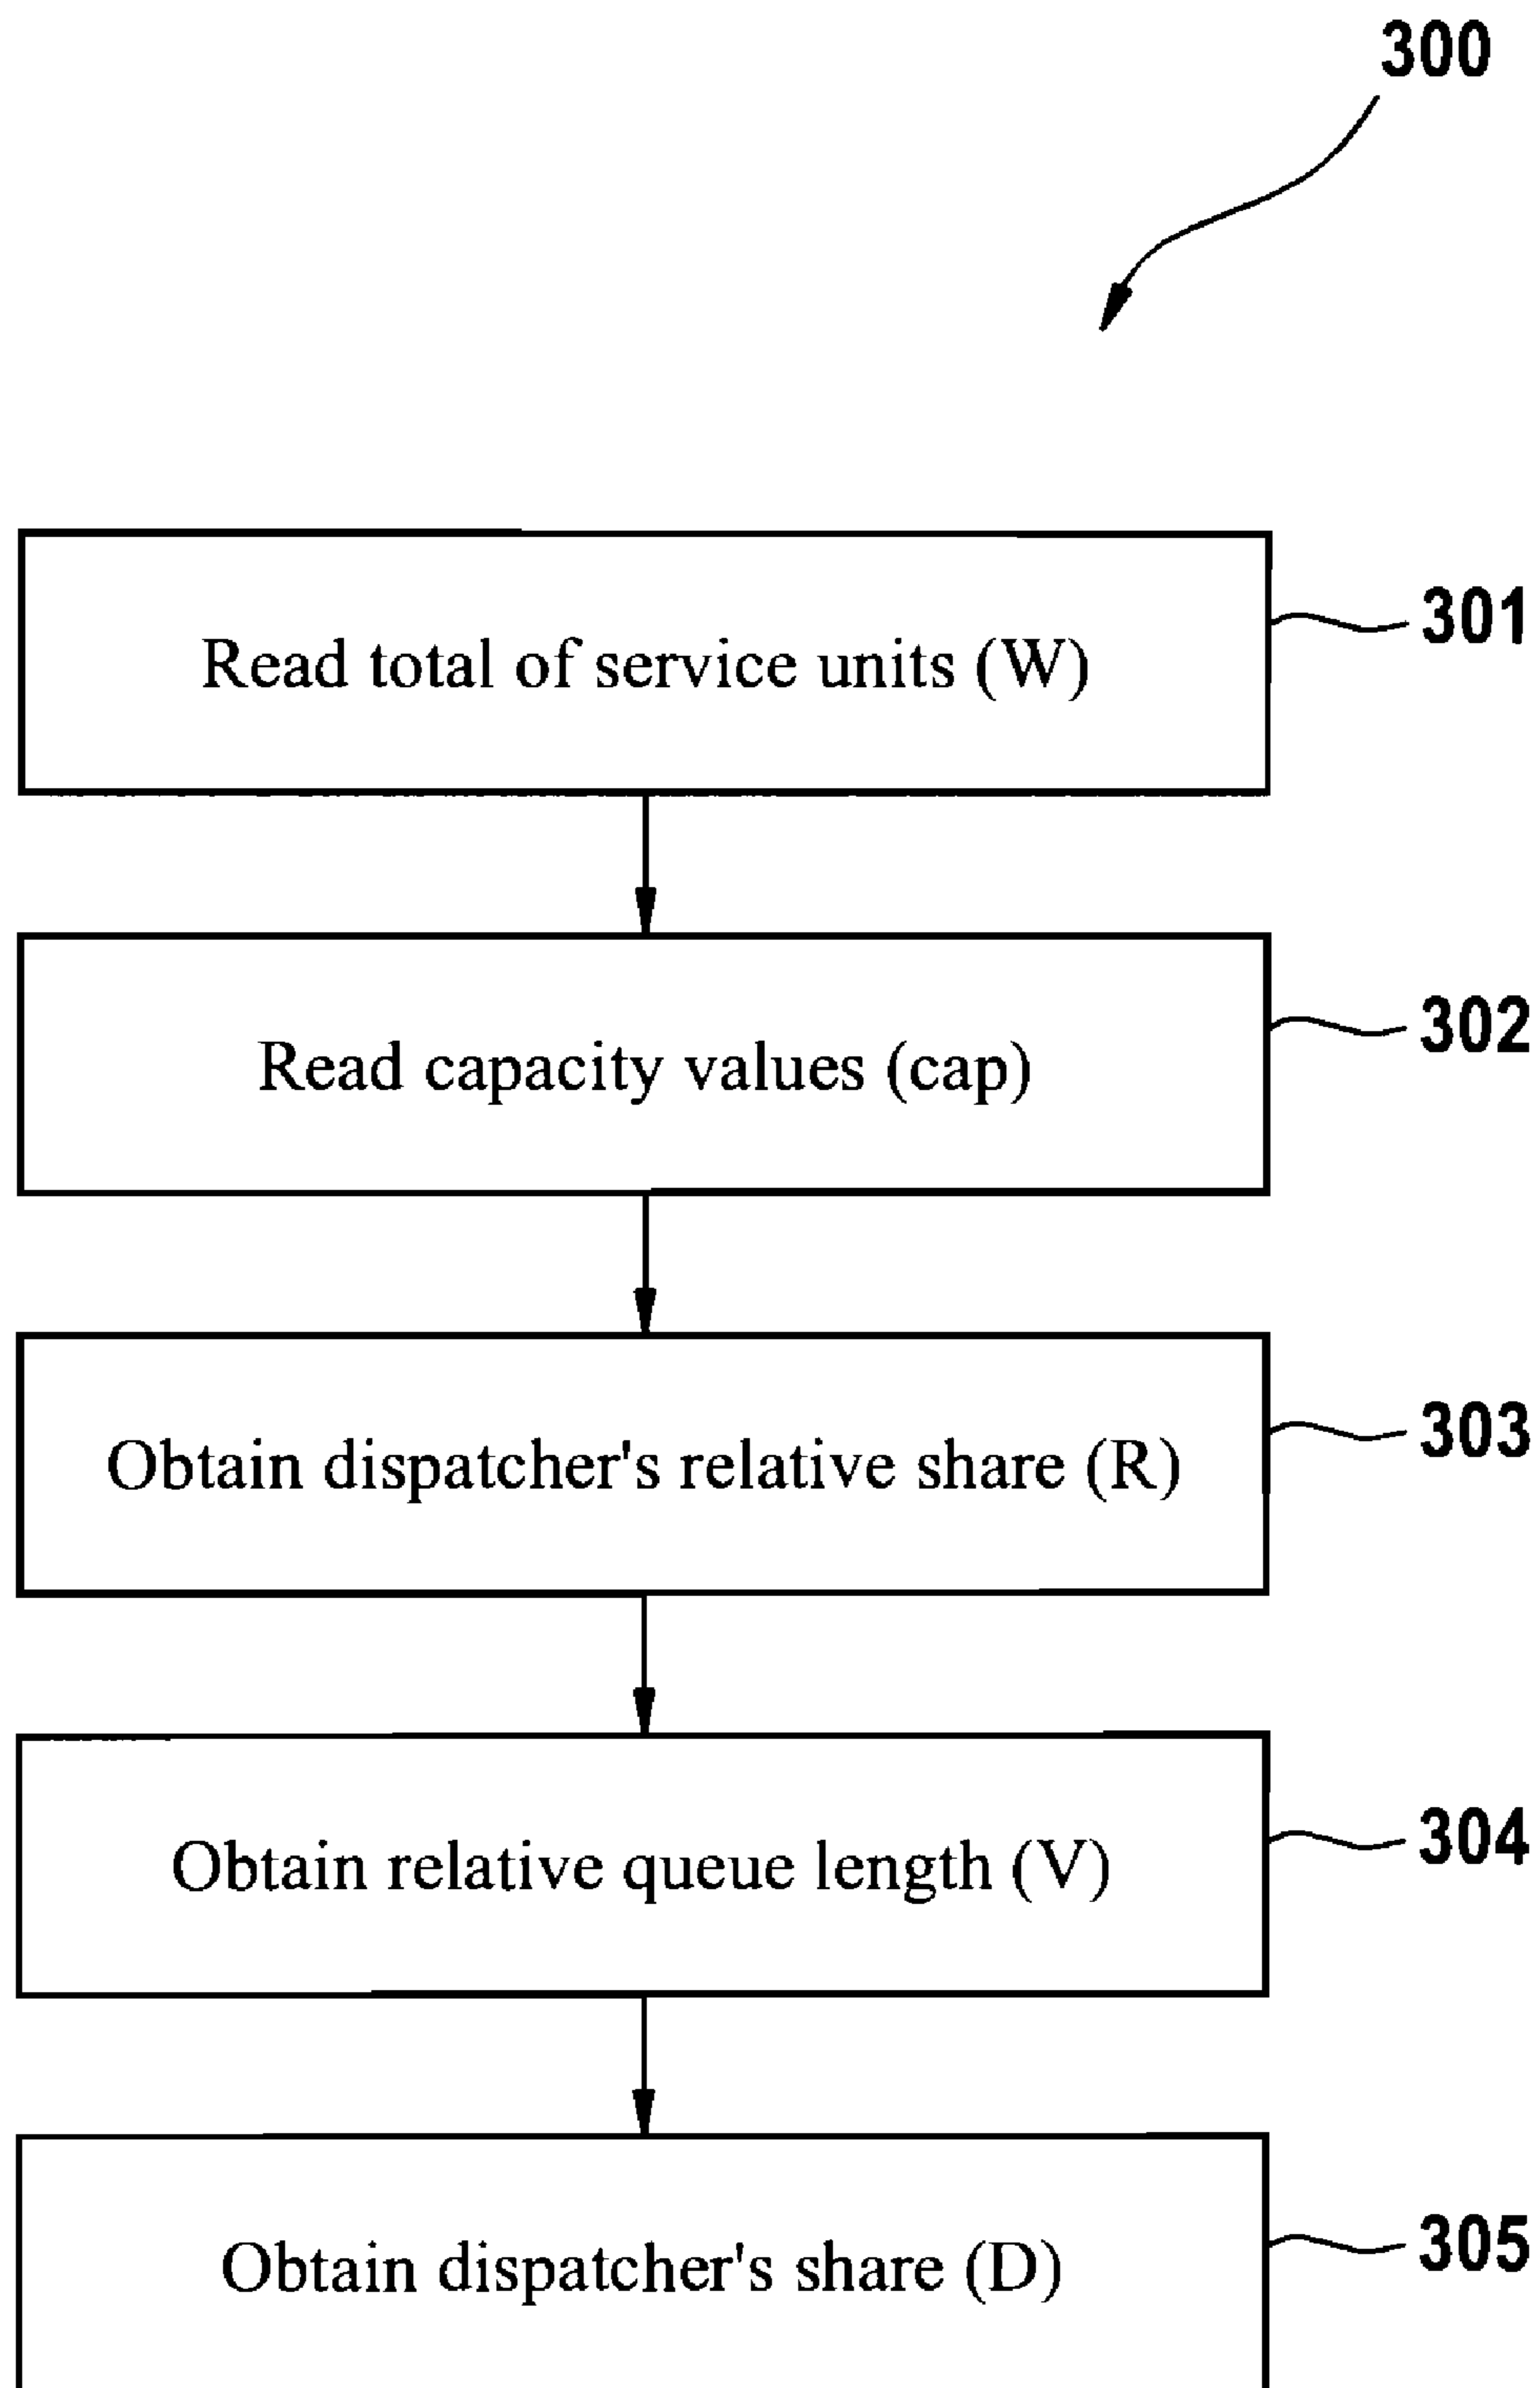 300
Read total of service units (W)
301
Read capacity values (cap)
302
Obtain dispatcher's relative share (R)
303
Obtain relative queue length (V)
304
Obtain dispatcher's share (D)
305